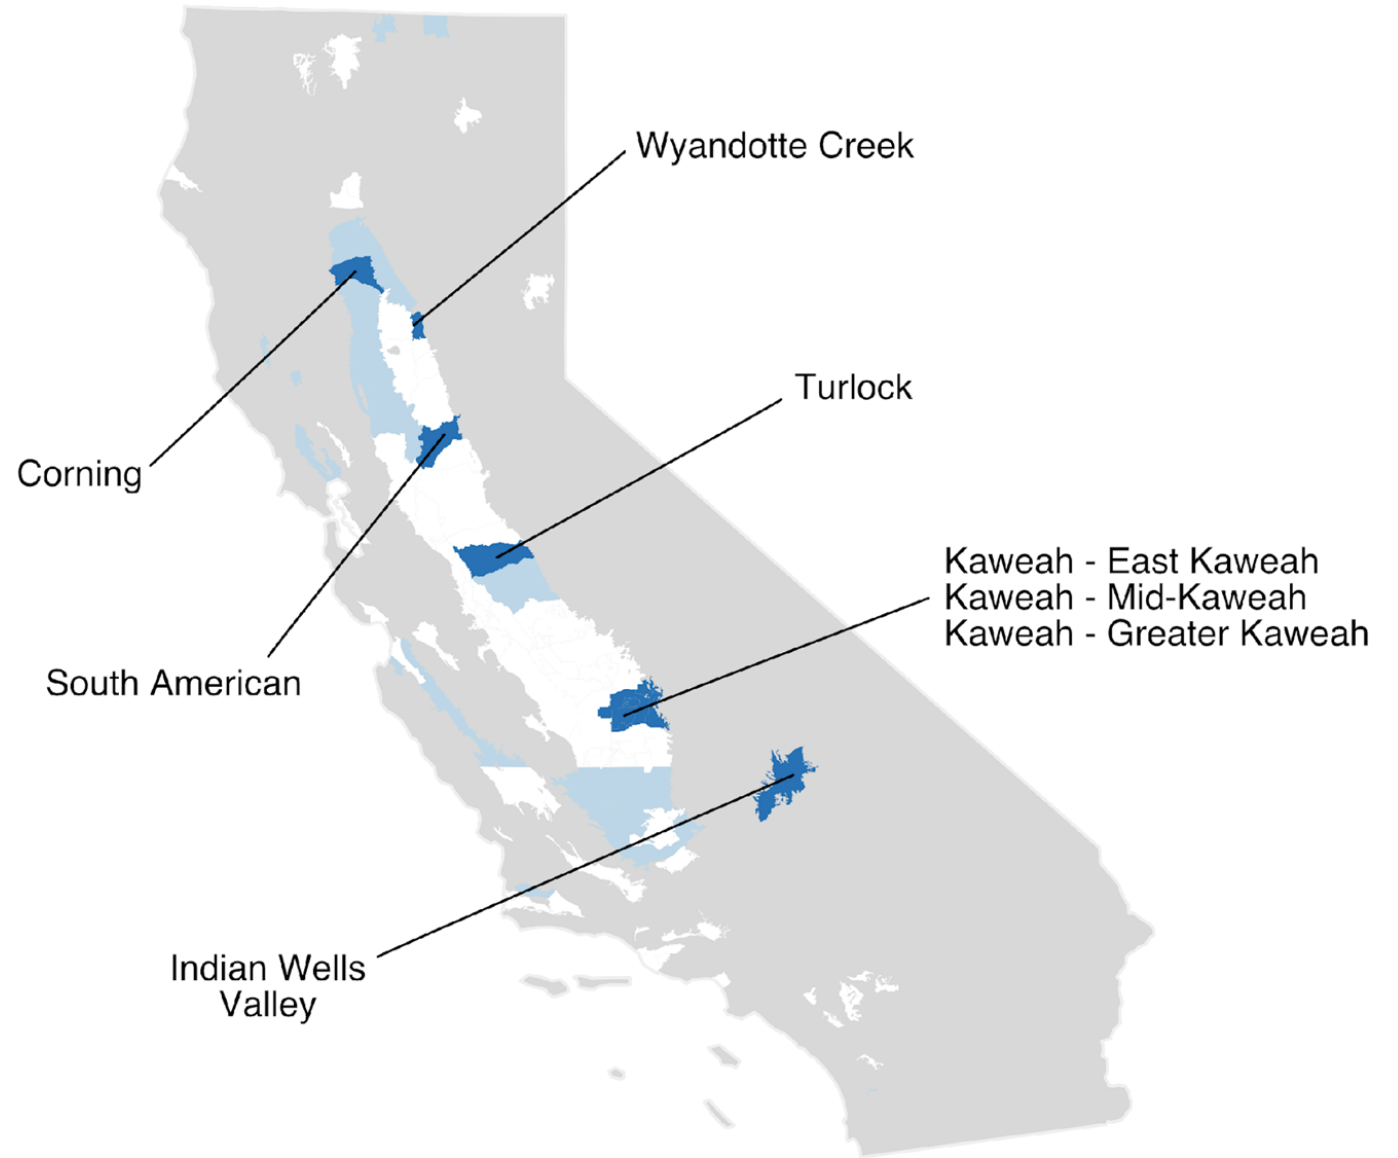 Wyandotte Creek
Turlock
Corning
Kaweah - East Kaweah
Kaweah - Mid-Kaweah
Kaweah - Greater Kaweah
South American
Indian Wells
Valley